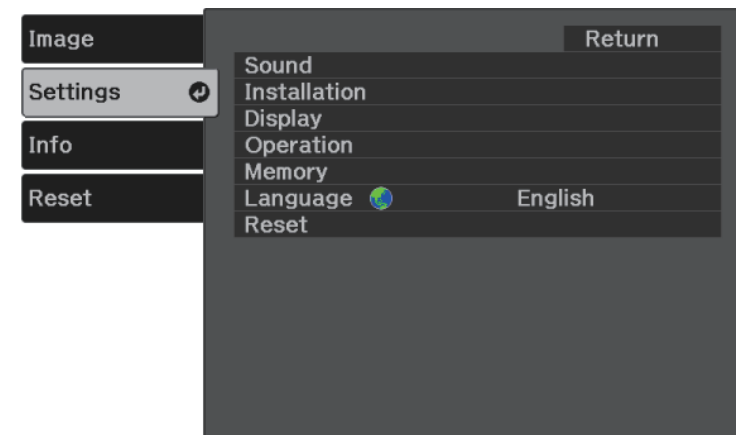 Image
Settings
Info
Reset
Return
Sound
Installation
Display
Operation
Memory
Language English
Reset